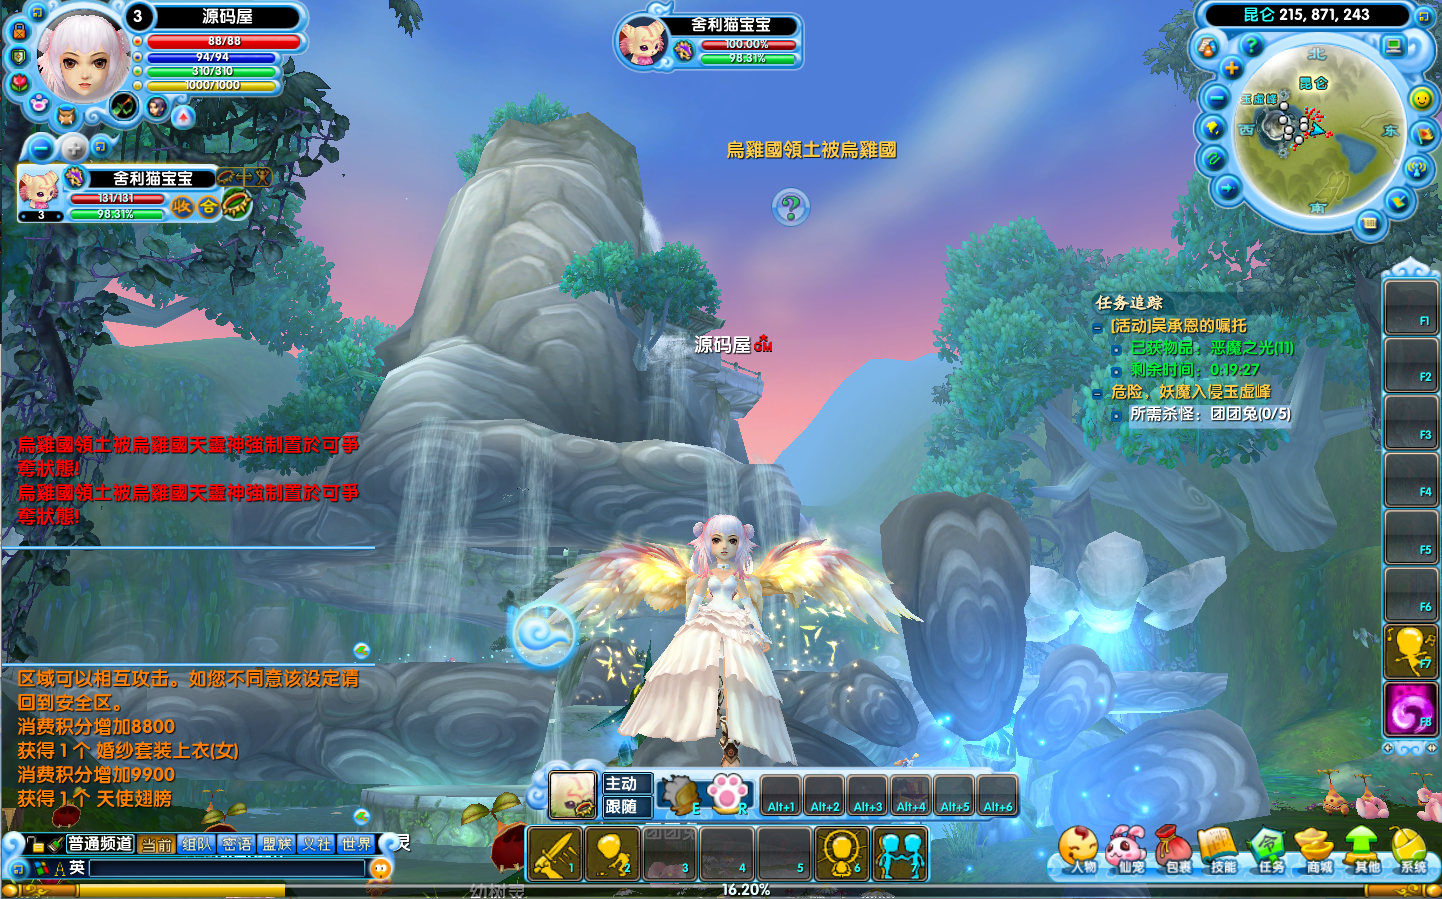 3 源码屋
88/88
94/94
310/310
1000/1000
舍利猫宝宝
131/131
3 98.31%
收 合
舍利猫宝宝
100.00%
98.31%
昆仑 215, 871, 243
北
昆仑
玉虚峰
西 东
南
烏雞國領土被烏雞國
源码屋 GM
任务追踪
[活动]吴承恩的嘱托
已获物品：恶魔之光(11)
剩余时间：0:19:27
危险，妖魔入侵玉虚峰
所需杀怪：团团兔(0/5)
F1
F2
F3
F4
F5
F6
F7
F8
烏雞國領土被烏雞國天靈神強制置於可爭
奪狀態!
烏雞國領土被烏雞國天靈神強制置於可爭
奪狀態!
区域可以相互攻击。如您不同意该设定请
回到安全区。
消费积分增加8800
获得 1 个 婚纱套装上衣(女)
消费积分增加9900
获得 1 个 天使翅膀
普通频道 当前 组队 密语 盟族 义社 世界 灵
英
主动
跟随
E R
Alt+1 Alt+2 Alt+3 Alt+4 Alt+5 Alt+6
1 2 3 4 5 6
人物 仙宠 包裹 技能 任务 商城 其他 系统
幼树灵
16.20%